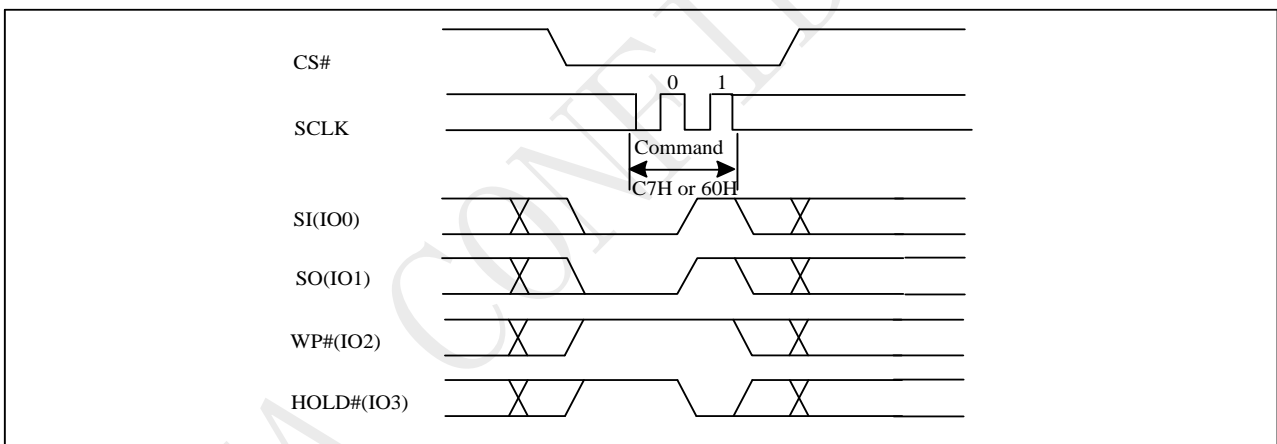 CS#
0 1
SCLK
Command
C7H or 60H
SI(IO0)
SO(IO1)
WP#(IO2)
HOLD#(IO3)